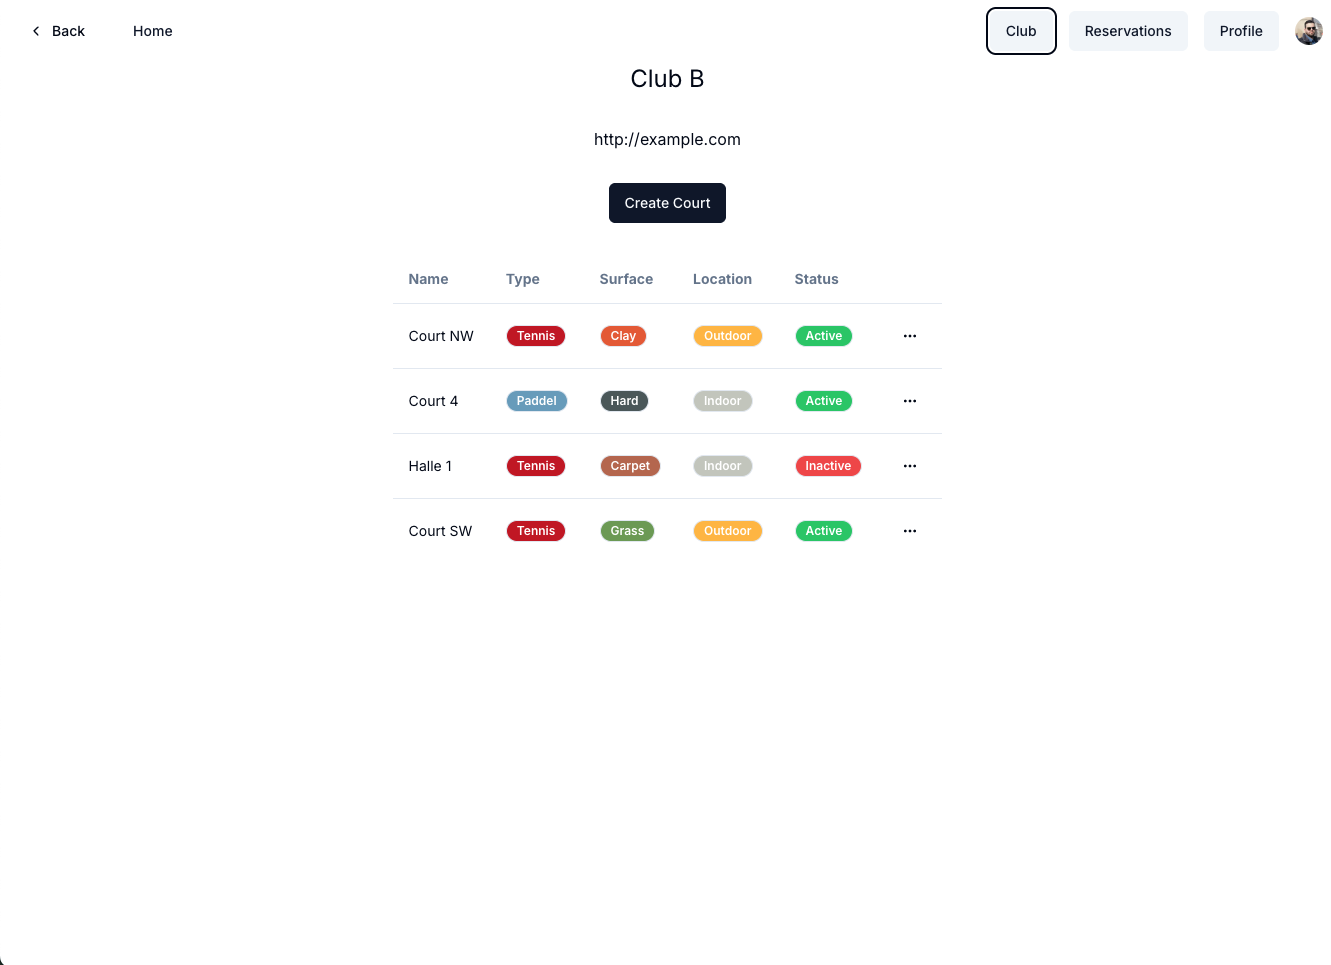 Back Home Club Reservations Profile
Club B
http://example.com
Create Court
Name Type Surface Location Status
Court NW Tennis Clay Outdoor Active
Court 4 Paddel Hard Indoor Active
Halle 1 Tennis Carpet Indoor Inactive
Court SW Tennis Grass Outdoor Active